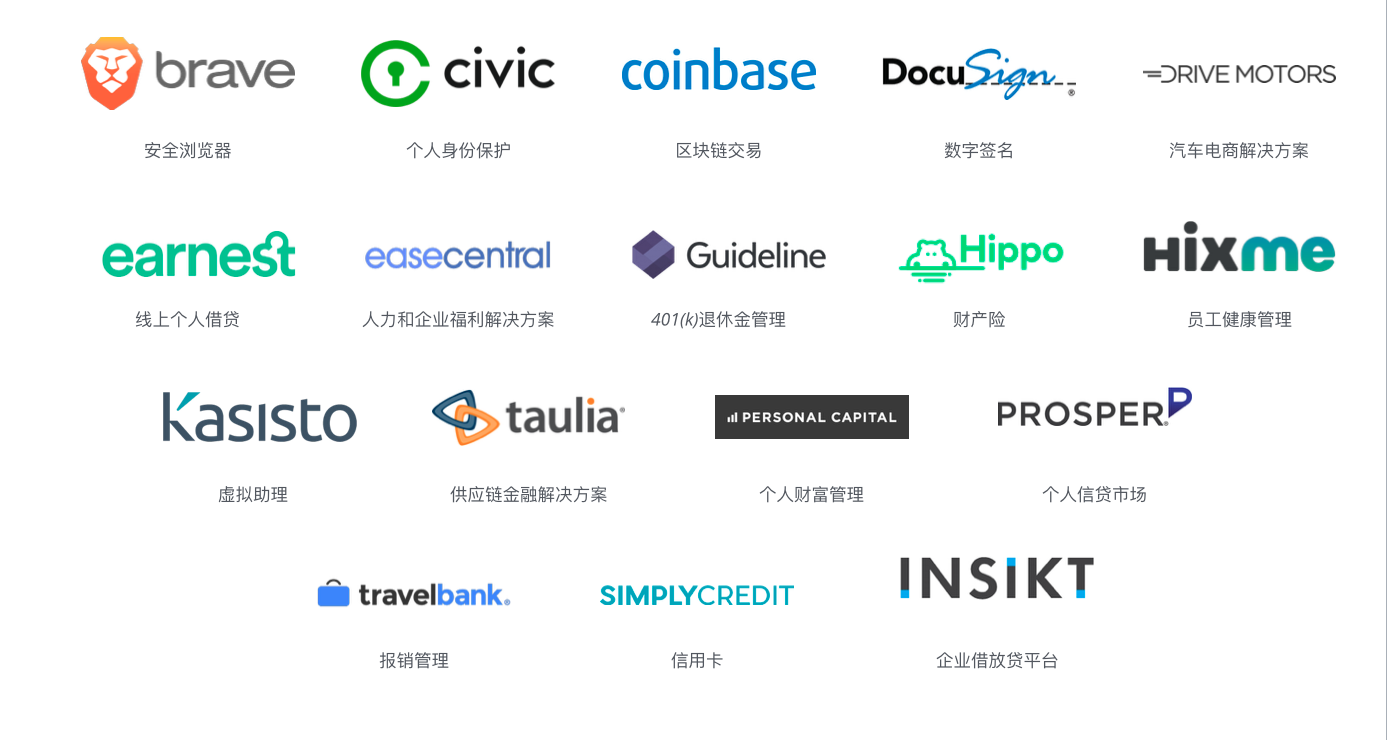 brave civic coinbase DocuSign® DRIVE MOTORS
安全浏览器 个人身份保护 区块链交易 数字签名 汽车电商解决方案
earnest easecentral Guideline Hippo Hixme
线上个人借贷 人力和企业福利解决方案 401(k)退休金管理 财产险 员工健康管理
Kasisto taulia® PERSONAL CAPITAL PROSPER®
虚拟助理 供应链金融解决方案 个人财富管理 个人信贷市场
travelbank® SIMPLYCREDIT INSIKT
报销管理 信用卡 企业借放贷平台